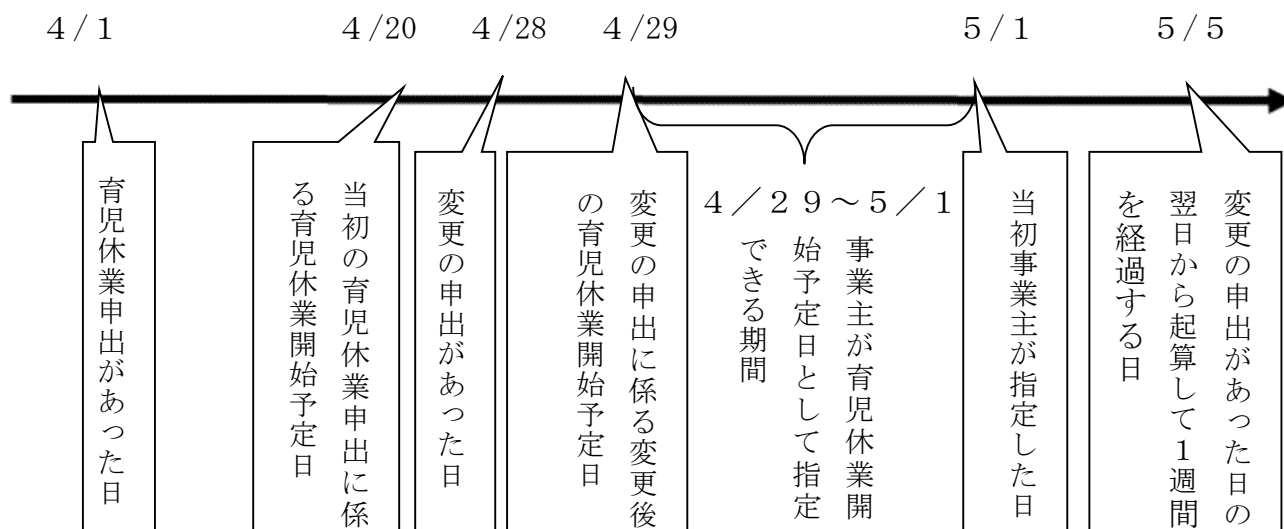 4/1
4/20
4/28
4/29
5/1
5/5
育児休業申出があった日
当初の育児休業申出に係
る育児休業開始予定日
変更の申出があった日
変更の申出に係る変更後
の育児休業開始予定日
4/29～5/1
事業主が育児休業開
始予定日として指定
できる期間
当初事業主が指定した日
変更の申出があった日の
翌日から起算して1週間
を経過する日